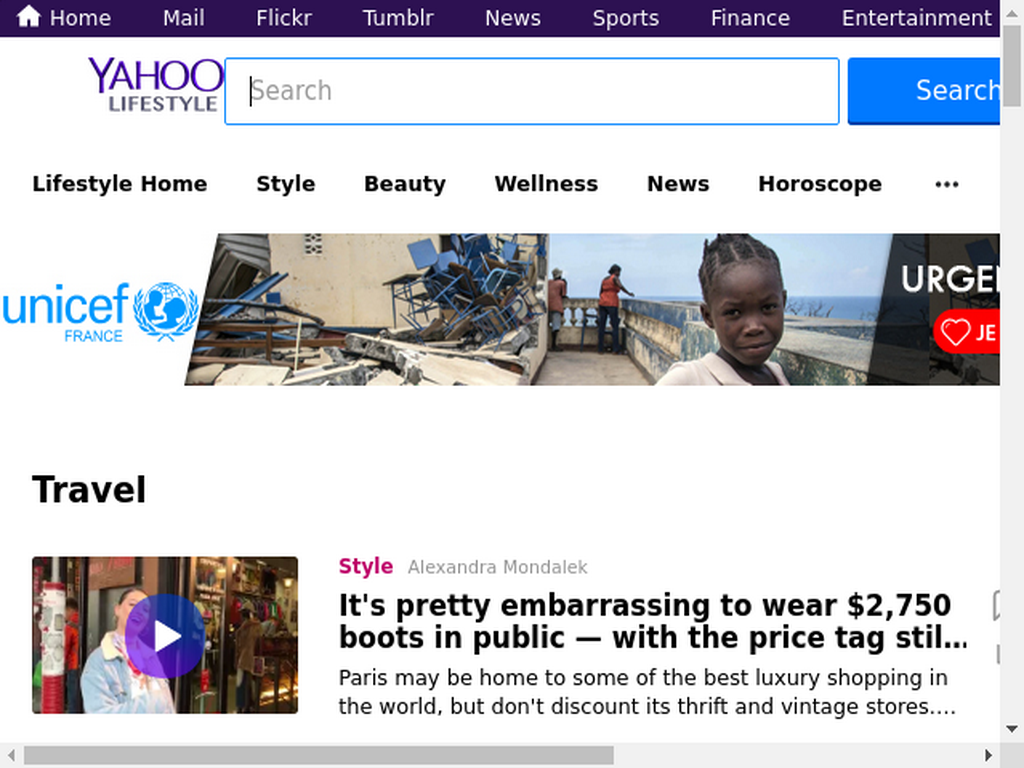 Home Mail Flickr Tumblr News Sports Finance Entertainment
YAHOO
LIFESTYLE
Search
Search
Lifestyle Home Style Beauty Wellness News Horoscope •••
unicef
FRANCE
URGEN
JE
Travel
Style Alexandra Mondalek
It's pretty embarrassing to wear $2,750
boots in public — with the price tag stil...
Paris may be home to some of the best luxury shopping in
the world, but don't discount its thrift and vintage stores....